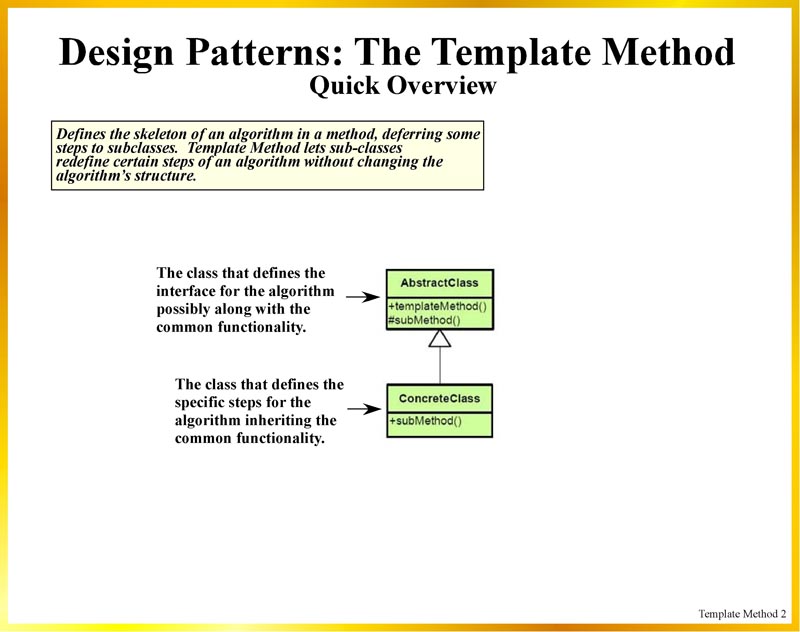 Design Patterns: The Template Method
Quick Overview
Defines the skeleton of an algorithm in a method, deferring some
steps to subclasses.  Template Method lets sub-classes
redefine certain steps of an algorithm without changing the
algorithm’s structure.
The class that defines the
interface for the algorithm
possibly along with the
common functionality.
AbstractClass
+templateMethod()
#subMethod()
The class that defines the
specific steps for the
algorithm inheriting the
common functionality.
ConcreteClass
+subMethod()
Template Method 2